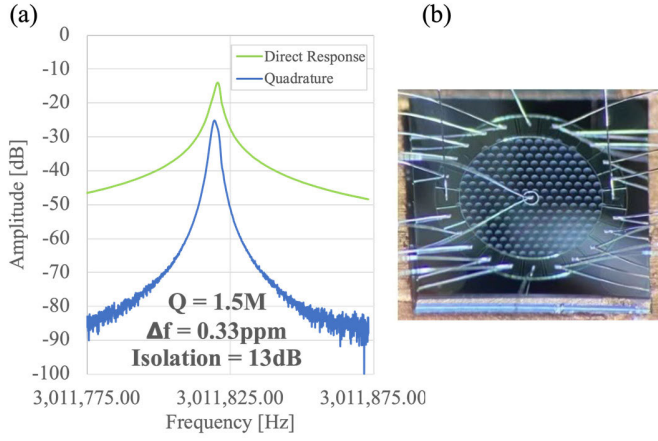 (a)
(b)
0
-10
-20
-30
-40
-50
-60
-70
-80
-90
-100
Amplitude [dB]
Direct Response
Quadrature
Q = 1.5M
Δf = 0.33ppm
Isolation = 13dB
3,011,775.00 3,011,825.00 3,011,875.00
Frequency [Hz]